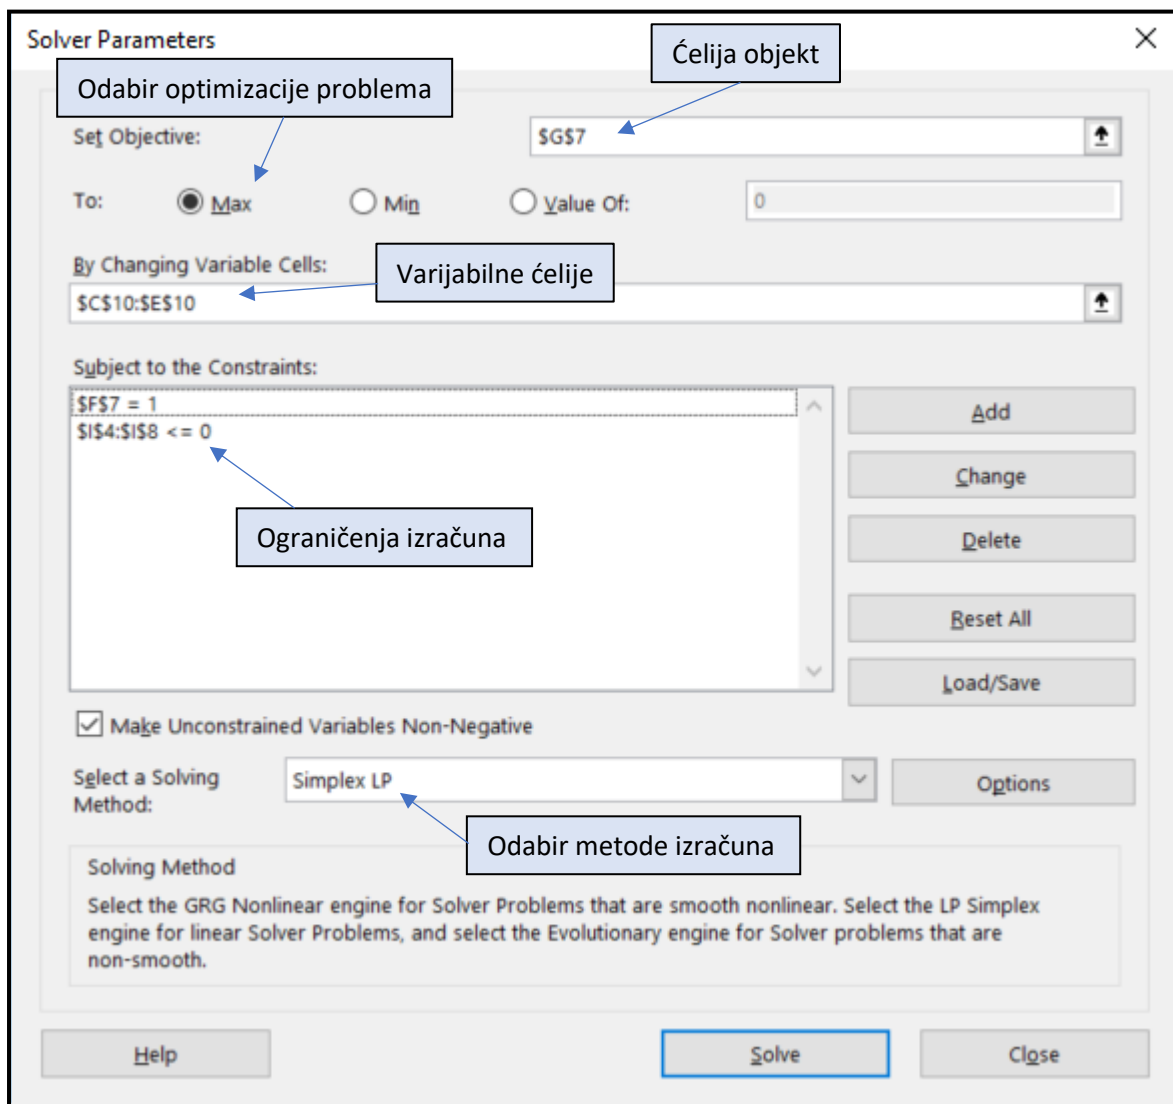 Solver Parameters
Ćelija objekt
Odabir optimizacije problema
Set Objective:
$G$7
To:
Max
Min
Value Of:
0
By Changing Variable Cells:
Varijabilne ćelije
$C$10:$E$10
Subject to the Constraints:
$F$7 = 1
$I$4:$I$8 <= 0
Ograničenja izračuna
Add
Change
Delete
Reset All
Load/Save
Make Unconstrained Variables Non-Negative
Select a Solving
Method:
Simplex LP
Options
Odabir metode izračuna
Solving Method
Select the GRG Nonlinear engine for Solver Problems that are smooth nonlinear. Select the LP Simplex
engine for linear Solver Problems, and select the Evolutionary engine for Solver problems that are
non-smooth.
Help
Solve
Close